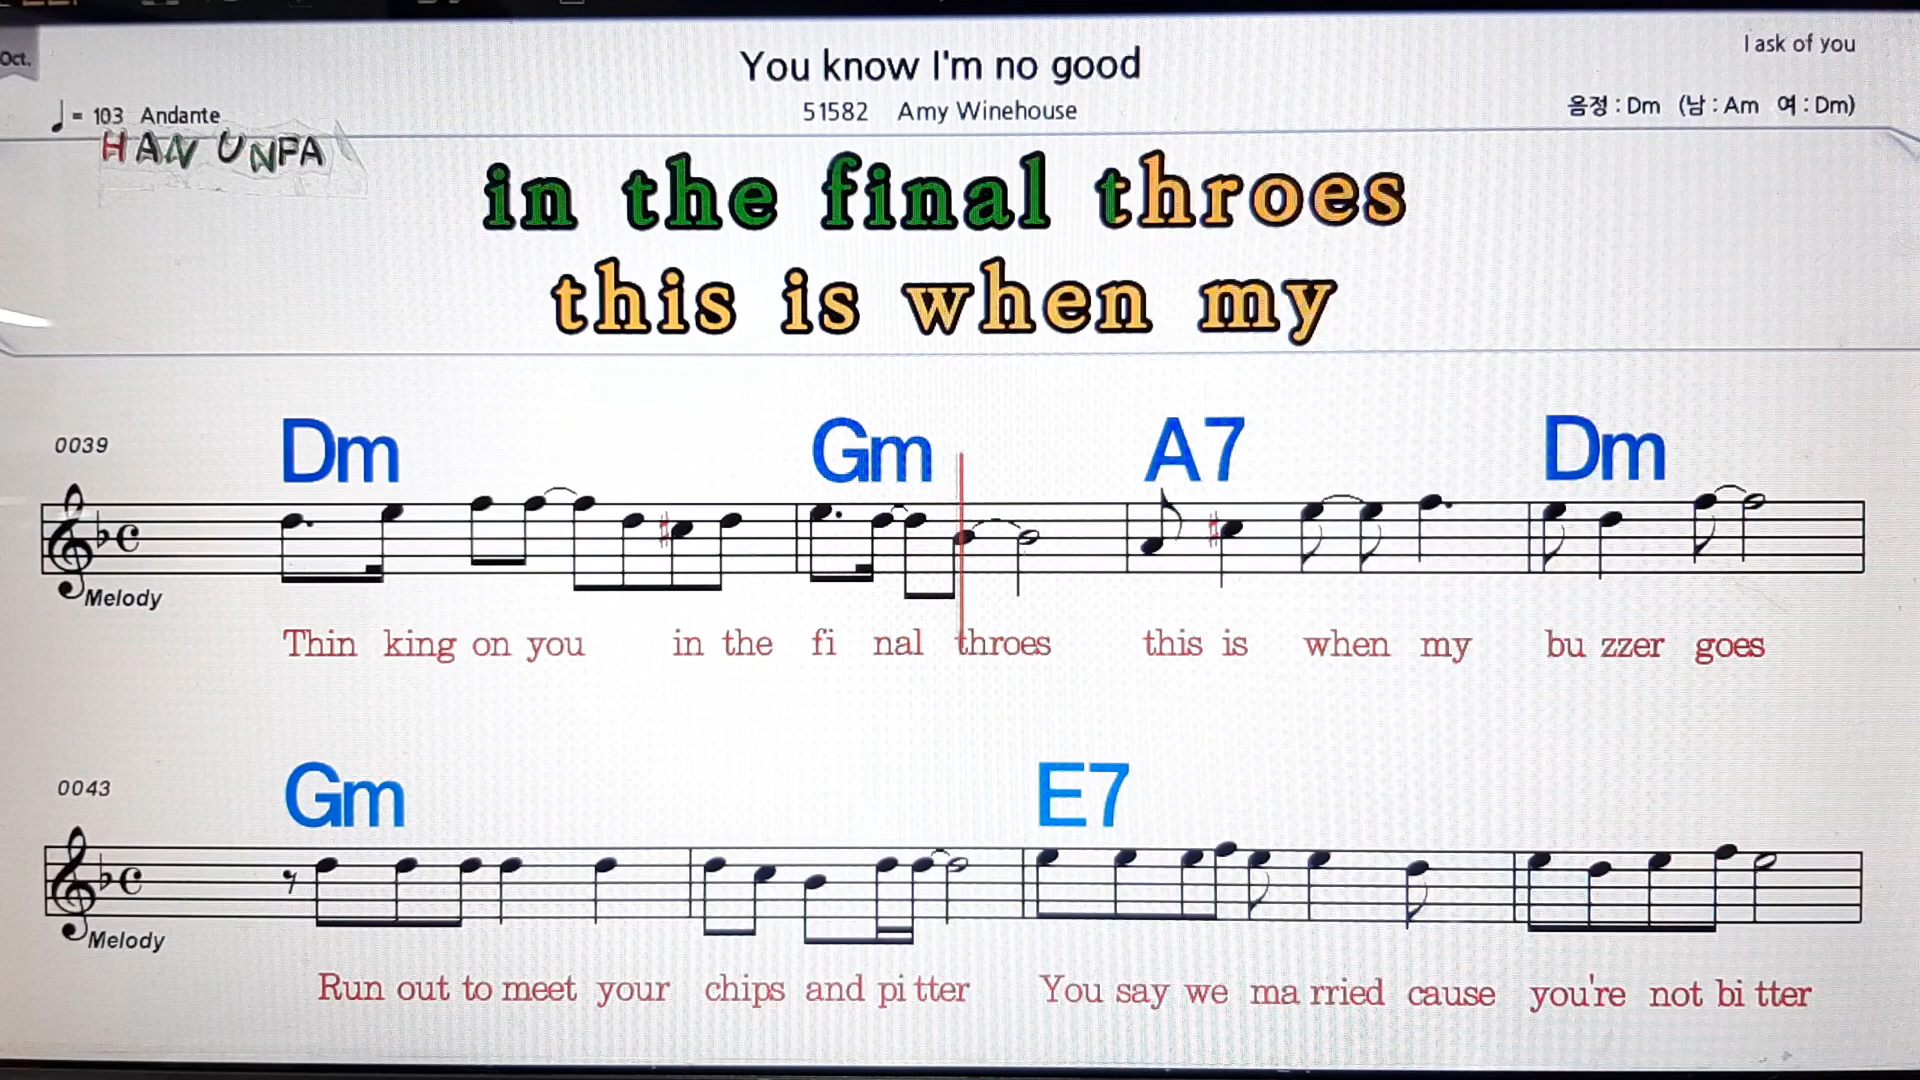 Oct.
You know I'm no good
I ask of you
♩ = 103 Andante
51582 Amy Winehouse
음정 : Dm (남 : Am 여 : Dm)
HAN UNPA
in the final throes
this is when my
0039
Dm Gm A7 Dm
Melody
Thin king on you in the fi nal throes this is when my bu zzer goes
0043
Gm E7
Melody
Run out to meet your chips and pi tter You say we ma rried cause you're not bi tter